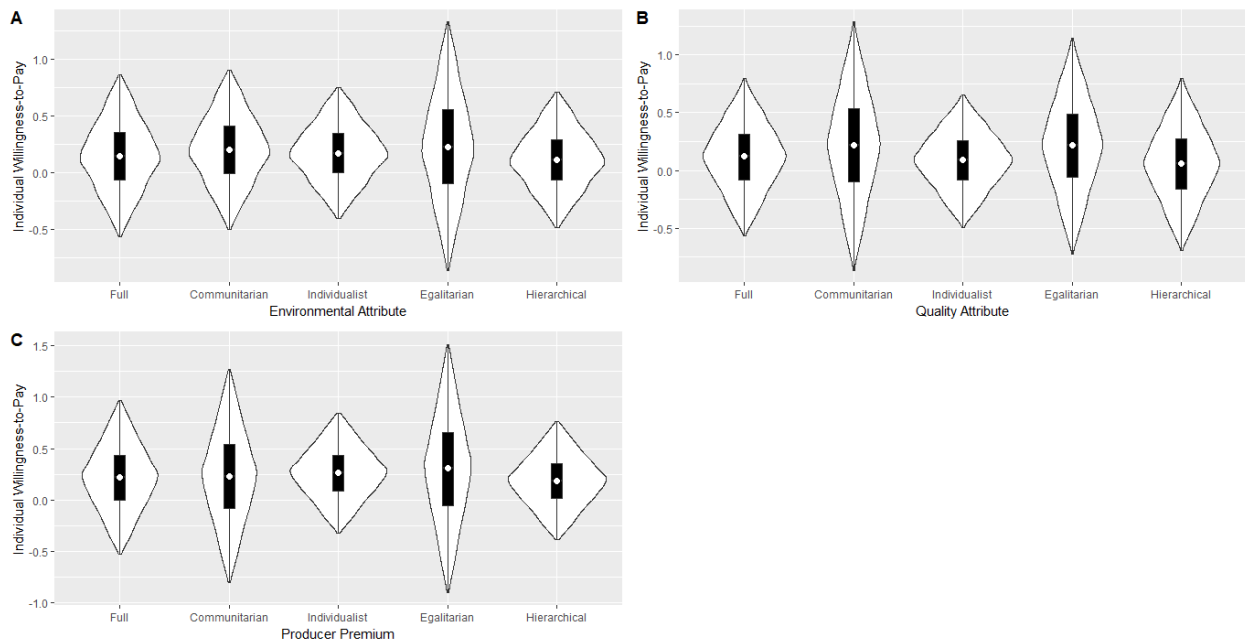 A
Individual Willingness-to-Pay
1.0
0.5
0.0
-0.5
Full Communitarian Individualist Egalitarian Hierarchical
Environmental Attribute
B
Individual Willingness-to-Pay
1.0
0.5
0.0
-0.5
Full Communitarian Individualist Egalitarian Hierarchical
Quality Attribute
C
Individual Willingness-to-Pay
1.5
1.0
0.5
0.0
-0.5
-1.0
Full Communitarian Individualist Egalitarian Hierarchical
Producer Premium